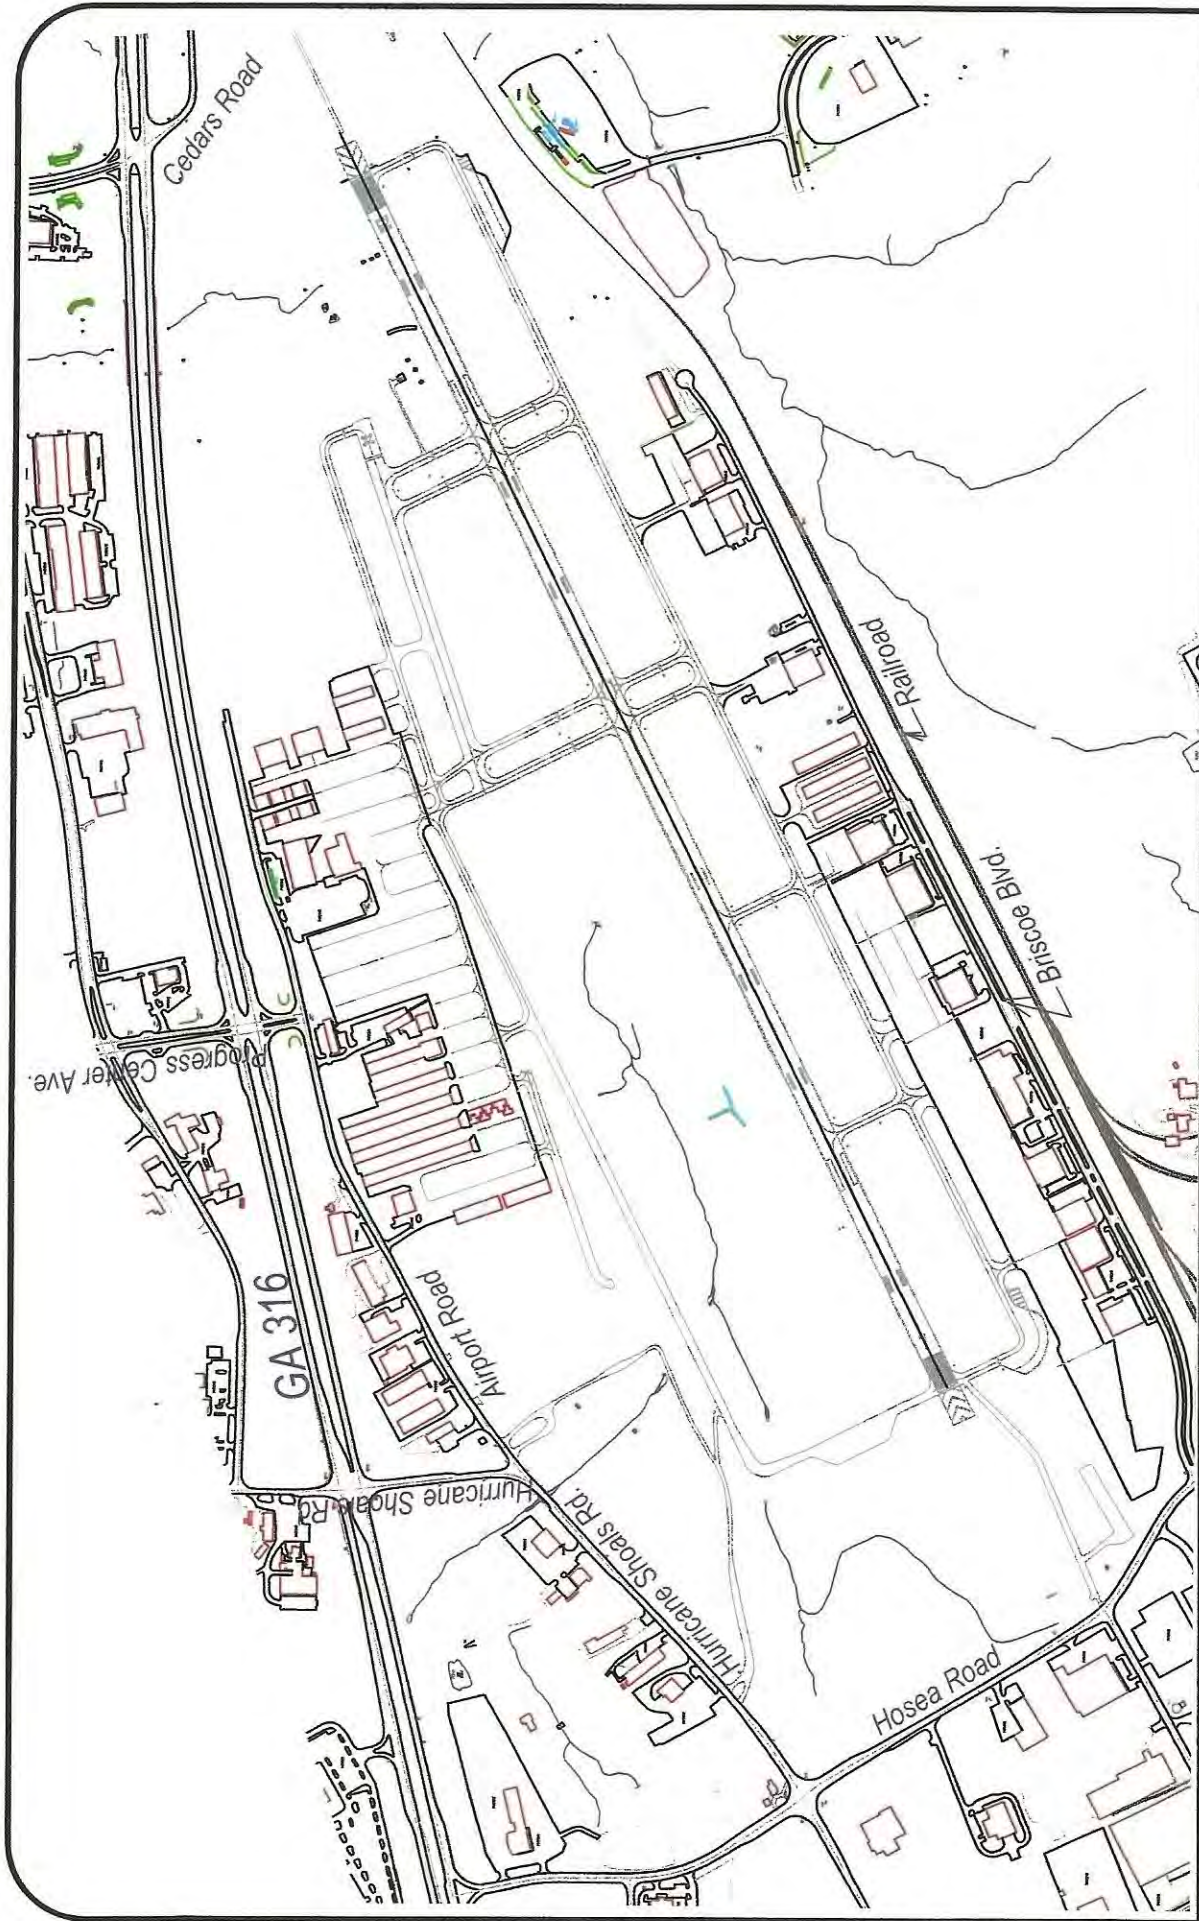 Cedars Road
Railroad
Briscoe Blvd.
Progress Center Ave.
GA 316
Airport Road
Hurricane Shoals Rd
Hurricane Shoals Rd.
Hosea Road